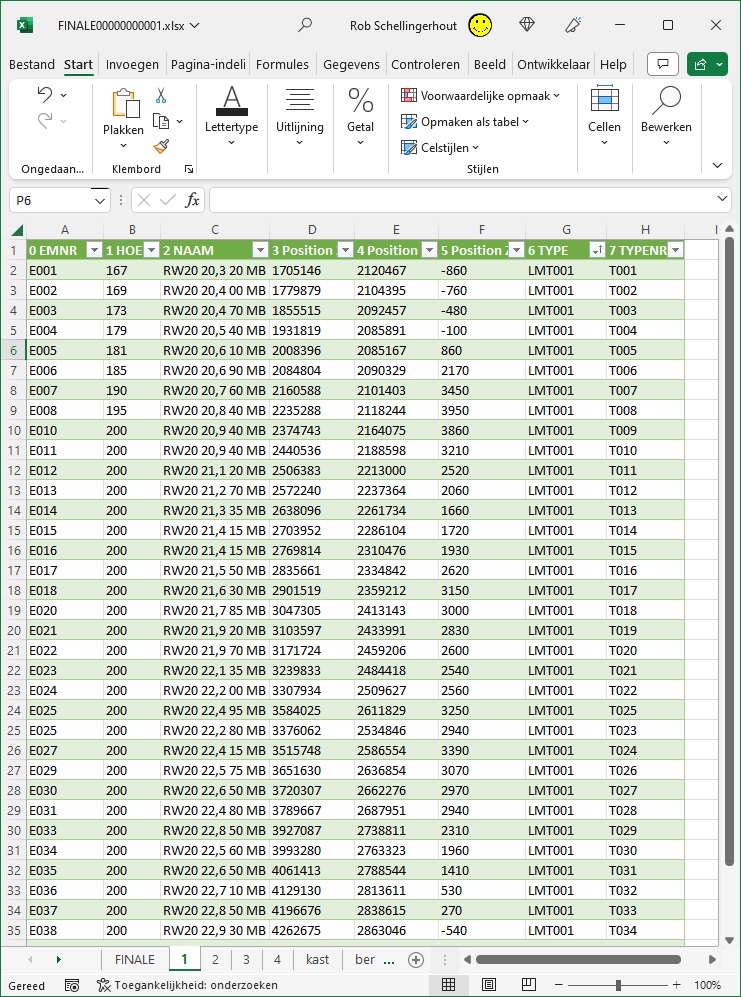 FINALE00000000001.xlsx
Rob Schellingerhout
Bestand Start Invoegen Pagina-indeli Formules Gegevens Controleren Beeld Ontwikkelaar Help
Plakken Lettertype Uitlijning Getal Voorwaardelijke opmaak Opmaken als tabel Celstijlen Cellen Bewerken
Ongedaan... Klembord Stijlen
P6 fx
A B C D E F G H I
1 0 EMNR 1 HOE 2 NAAM 3 Position 4 Position 5 Position Z 6 TYPE 7 TYPENR
2 E001 167 RW20 20,3 20 MB 1705146 2120467 -860 LMT001 T001
3 E002 169 RW20 20,4 00 MB 1779879 2104395 -760 LMT001 T002
4 E003 173 RW20 20,4 70 MB 1855515 2092457 -480 LMT001 T003
5 E004 179 RW20 20,5 40 MB 1931819 2085891 -100 LMT001 T004
6 E005 181 RW20 20,6 10 MB 2008396 2085167 860 LMT001 T005
7 E006 185 RW20 20,6 90 MB 2084804 2090329 2170 LMT001 T006
8 E007 190 RW20 20,7 60 MB 2160588 2101403 3450 LMT001 T007
9 E008 195 RW20 20,8 40 MB 2235288 2118244 3950 LMT001 T008
10 E010 200 RW20 20,9 40 MB 2374743 2164075 3860 LMT001 T009
11 E011 200 RW20 20,9 40 MB 2440536 2188598 3210 LMT001 T010
12 E012 200 RW20 21,1 20 MB 2506383 2213000 2520 LMT001 T011
13 E013 200 RW20 21,2 70 MB 2572240 2237364 2060 LMT001 T012
14 E014 200 RW20 21,3 35 MB 2638096 2261734 1660 LMT001 T013
15 E015 200 RW20 21,4 15 MB 2703952 2286104 1720 LMT001 T014
16 E016 200 RW20 21,4 15 MB 2769814 2310476 1930 LMT001 T015
17 E017 200 RW20 21,5 50 MB 2835661 2334842 2620 LMT001 T016
18 E018 200 RW20 21,6 30 MB 2901519 2359212 3150 LMT001 T017
19 E020 200 RW20 21,7 85 MB 3047305 2413143 3000 LMT001 T018
20 E021 200 RW20 21,9 20 MB 3103597 2433991 2830 LMT001 T019
21 E022 200 RW20 21,9 70 MB 3171724 2459206 2600 LMT001 T020
22 E023 200 RW20 22,1 35 MB 3239833 2484418 2540 LMT001 T021
23 E024 200 RW20 22,2 00 MB 3307934 2509627 2560 LMT001 T022
24 E025 200 RW20 22,4 95 MB 3584025 2611829 3250 LMT001 T025
25 E025 200 RW20 22,2 80 MB 3376062 2534846 2940 LMT001 T023
26 E027 200 RW20 22,4 15 MB 3515748 2586554 3390 LMT001 T024
27 E029 200 RW20 22,5 75 MB 3651630 2636854 3070 LMT001 T026
28 E030 200 RW20 22,6 50 MB 3720307 2662276 2970 LMT001 T027
29 E031 200 RW20 22,4 80 MB 3789667 2687951 2940 LMT001 T028
30 E033 200 RW20 22,8 50 MB 3927087 2738811 2310 LMT001 T029
31 E034 200 RW20 22,5 60 MB 3993280 2763323 1960 LMT001 T030
32 E035 200 RW20 22,6 50 MB 4061413 2788544 1410 LMT001 T031
33 E036 200 RW20 22,7 10 MB 4129130 2813611 530 LMT001 T032
34 E037 200 RW20 22,8 50 MB 4196676 2838615 270 LMT001 T033
35 E038 200 RW20 22,9 30 MB 4262675 2863046 -540 LMT001 T034
FINALE 1 2 3 4 kast ber ...
Gereed Toegankelijkheid: onderzoeken 100%